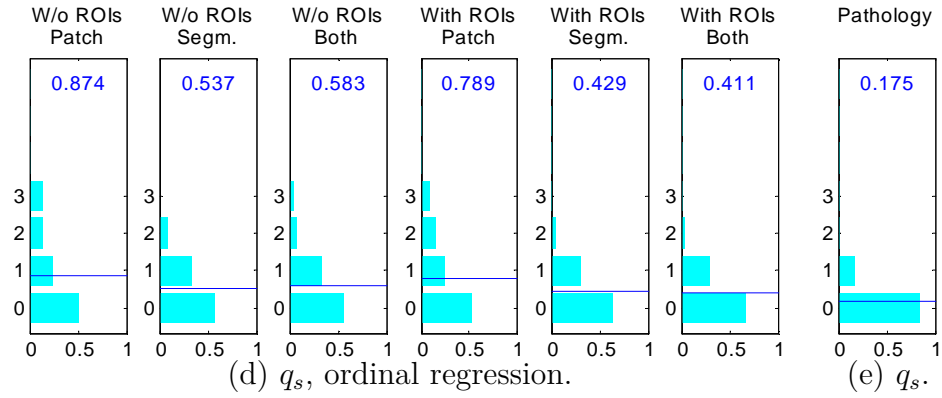 W/o ROIs W/o ROIs W/o ROIs With ROIs With ROIs With ROIs Pathology
Patch Segm. Both Patch Segm. Both
0.874 0.537 0.583 0.789 0.429 0.411 0.175
3 3 3 3 3 3 3
2 2 2 2 2 2 2
1 1 1 1 1 1 1
0 0 0 0 0 0 0
0 0.5 1 0 0.5 1 0 0.5 1 0 0.5 1 0 0.5 1 0 0.5 1 0 0.5 1
(d) qₛ, ordinal regression. (e) qₛ.